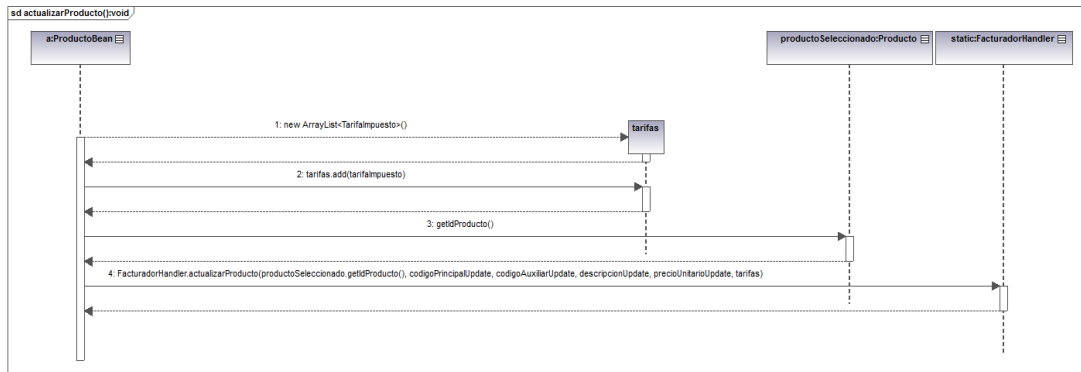 sd actualizarProducto():void
a:ProductoBean
productoSeleccionado:Producto
static:FacturadorHandler
1: new ArrayList<TarifaImpuesto>()
tarifas
2: tarifas.add(tarifaImpuesto)
3: getIdProducto()
4: FacturadorHandler.actualizarProducto(productoSeleccionado.getIdProducto(), codigoPrincipalUpdate, codigoAuxiliarUpdate, descripcionUpdate, precioUnitarioUpdate, tarifas)